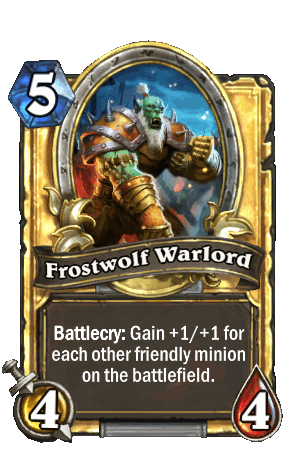 5
Frostwolf Warlord
Battlecry: Gain +1/+1 for
each other friendly minion
on the battlefield.
4 4